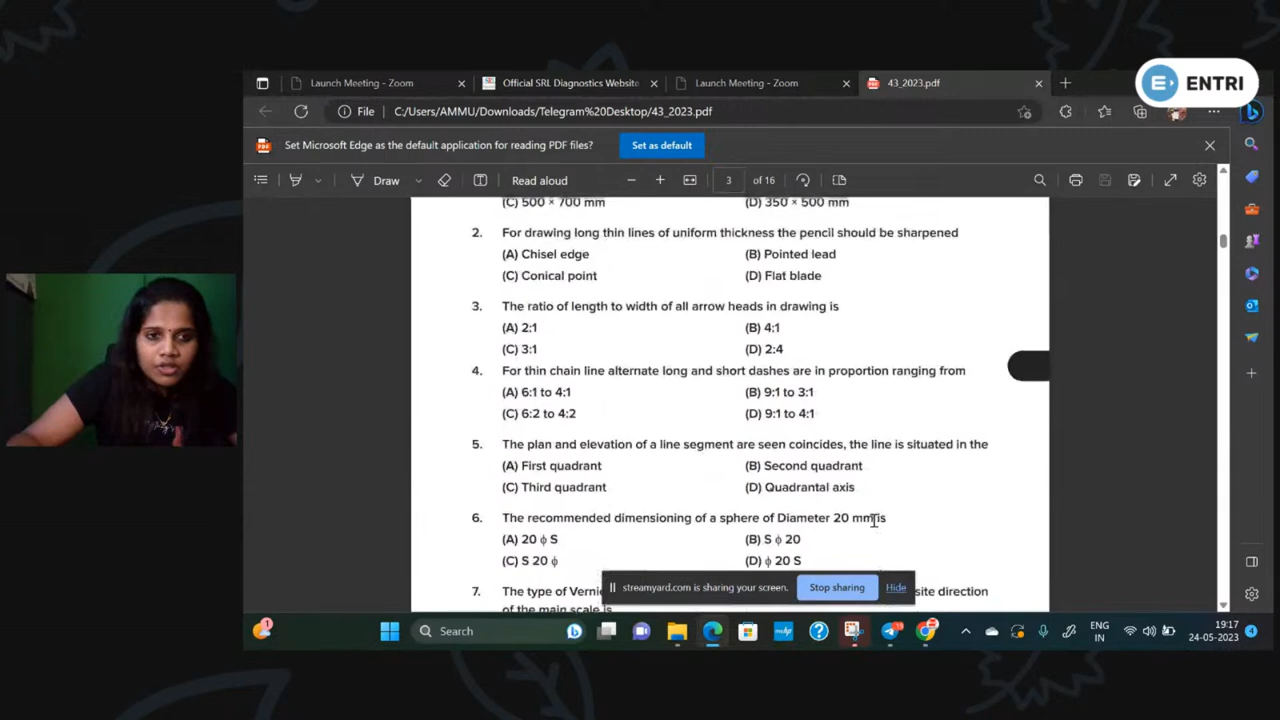 ENTRI
Launch Meeting - Zoom
Official SRL Diagnostics Website
Launch Meeting - Zoom
43_2023.pdf
File
C:/Users/AMMU/Downloads/Telegram%20Desktop/43_2023.pdf
Set Microsoft Edge as the default application for reading PDF files?
Set as default
Draw
Read aloud
3
of 16
(C) 500 × 700 mm
(D) 350 × 500 mm
2. For drawing long thin lines of uniform thickness the pencil should be sharpened
(A) Chisel edge
(B) Pointed lead
(C) Conical point
(D) Flat blade
3. The ratio of length to width of all arrow heads in drawing is
(A) 2:1
(B) 4:1
(C) 3:1
(D) 2:4
4. For thin chain line alternate long and short dashes are in proportion ranging from
(A) 6:1 to 4:1
(B) 9:1 to 3:1
(C) 6:2 to 4:2
(D) 9:1 to 4:1
5. The plan and elevation of a line segment are seen coincides, the line is situated in the
(A) First quadrant
(B) Second quadrant
(C) Third quadrant
(D) Quadrantal axis
6. The recommended dimensioning of a sphere of Diameter 20 mm is
(A) 20 ϕ S
(B) S ϕ 20
(C) S 20 ϕ
(D) ϕ 20 S
7. The type of
direction
of the main scale is
streamyard.com is sharing your screen.
Stop sharing
Hide
1
Search
ENG
IN
19:17
24-05-2023
4